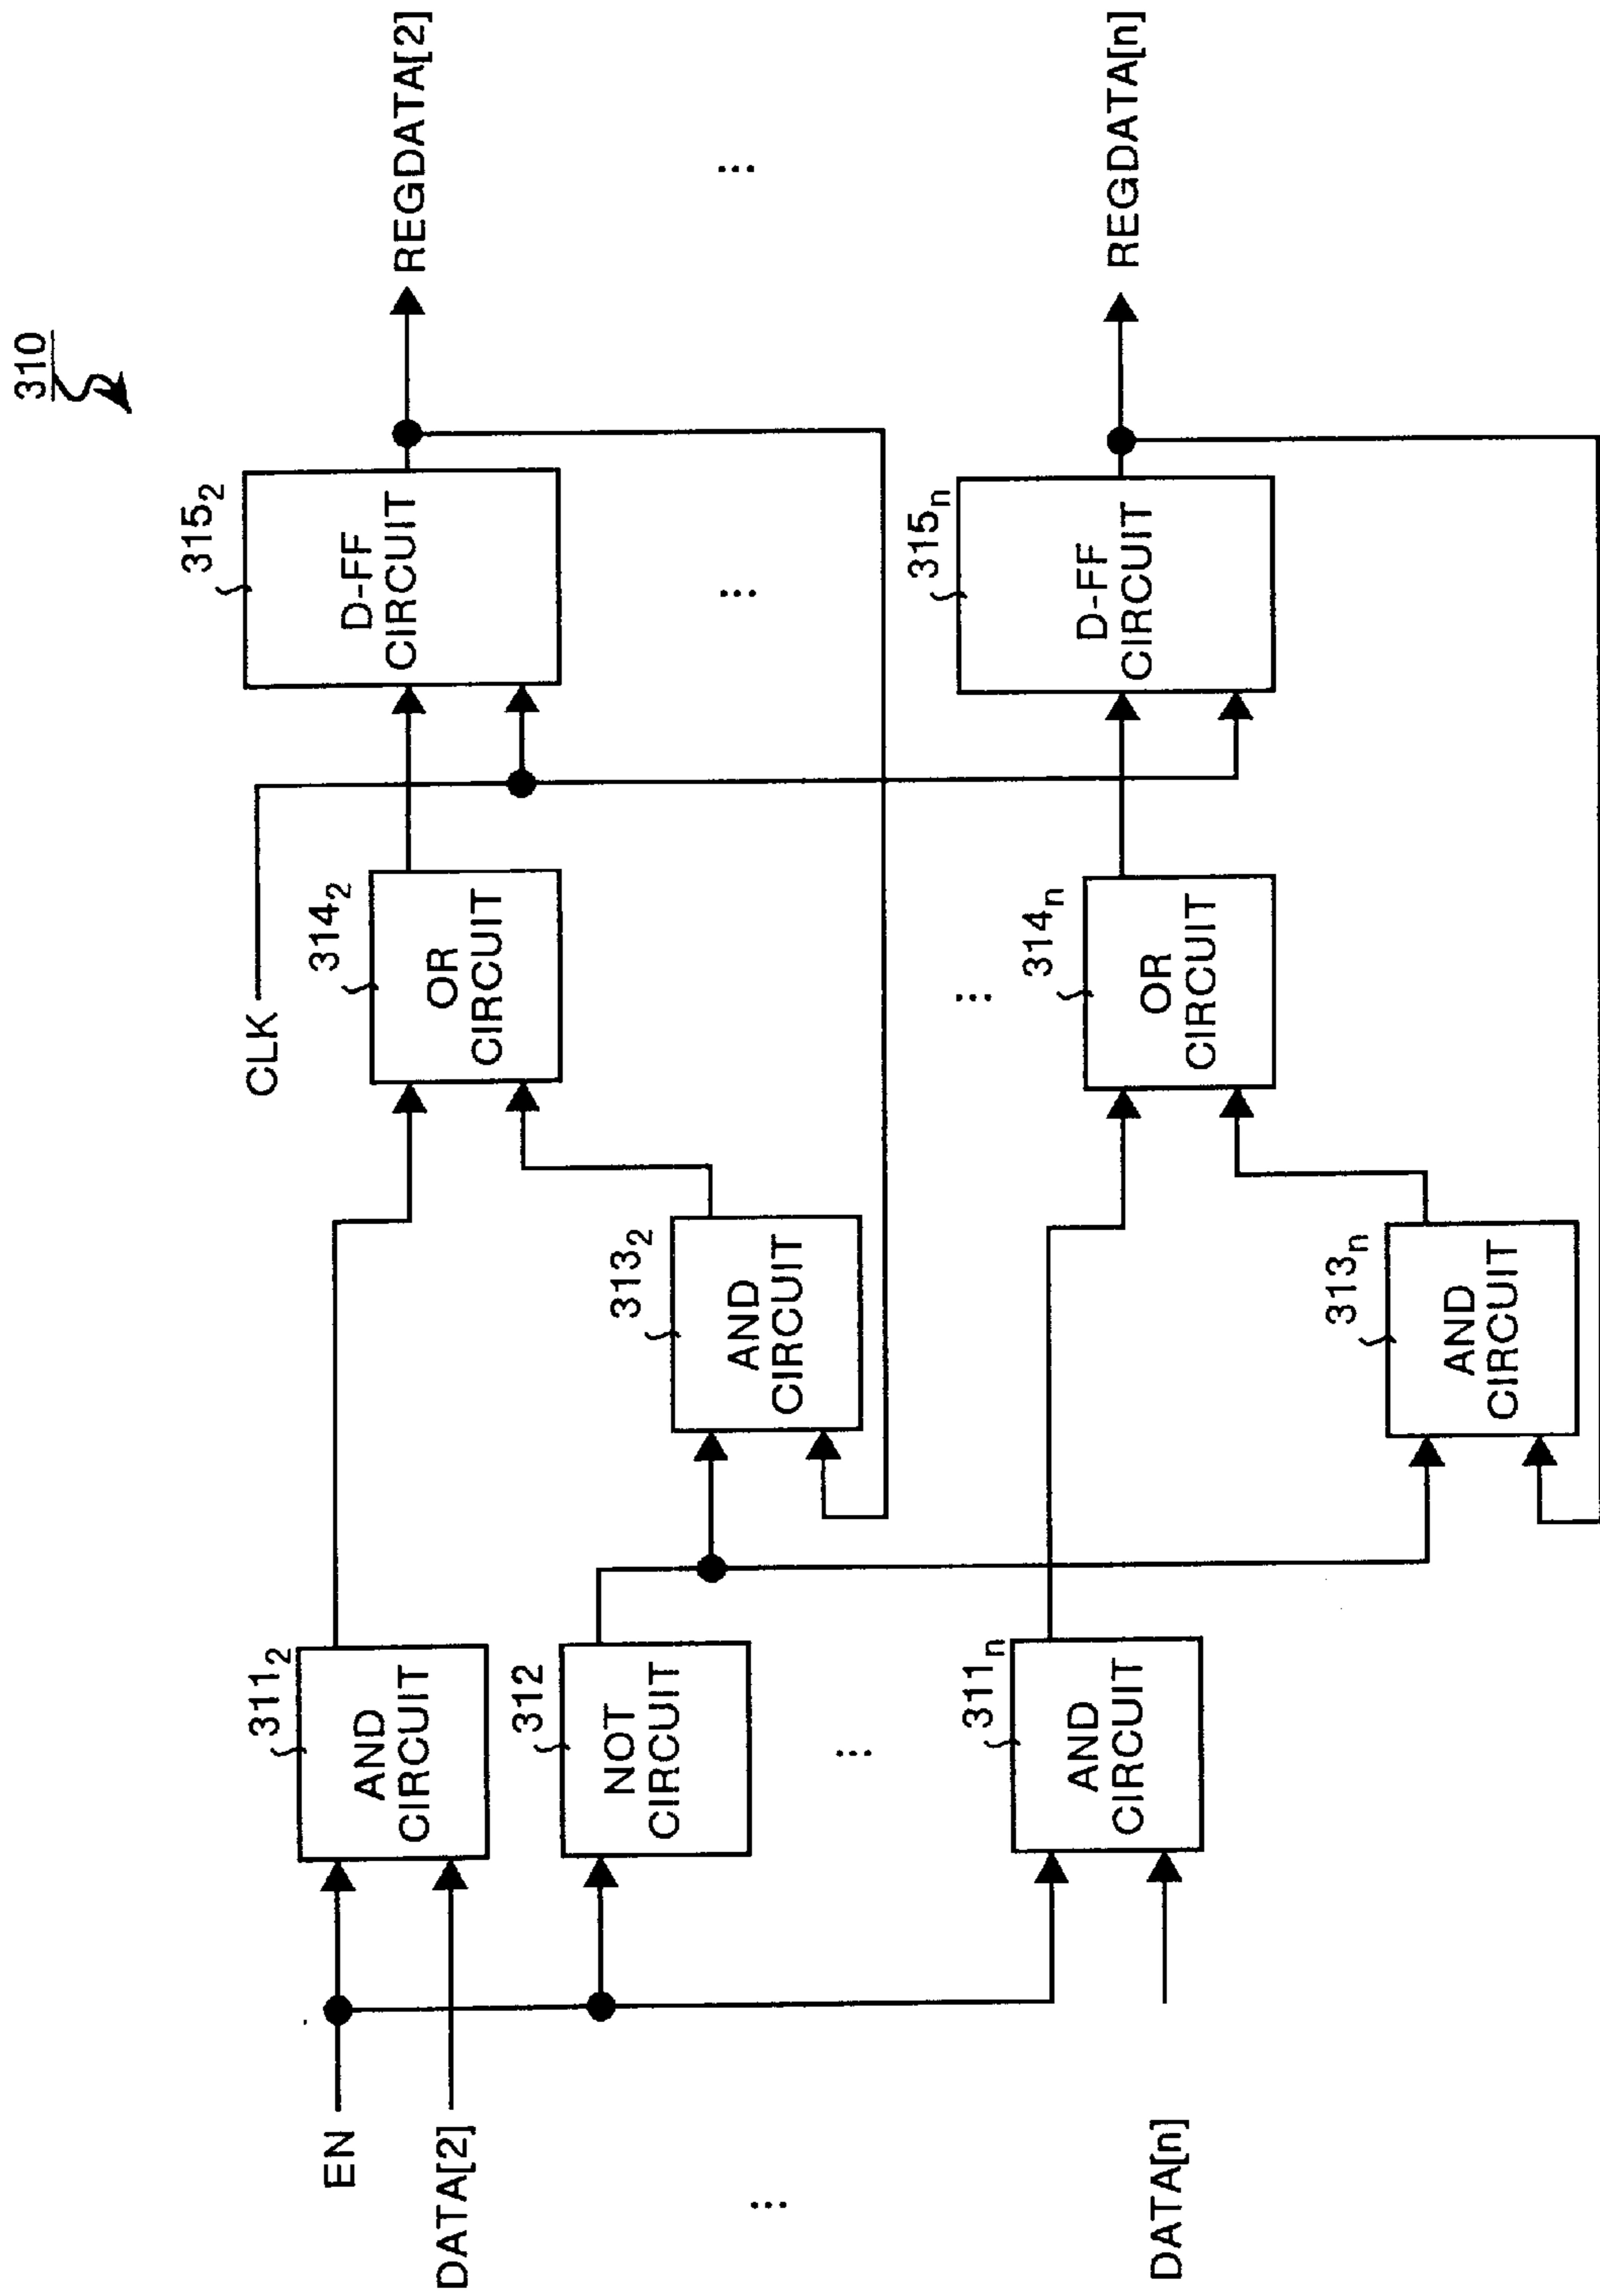 310
EN
DATA[2]
...
DATA[n]
311₂
AND
CIRCUIT
312
NOT
CIRCUIT
...
311ₙ
AND
CIRCUIT
313₂
AND
CIRCUIT
313ₙ
AND
CIRCUIT
CLK
314₂
OR
CIRCUIT
...
314ₙ
OR
CIRCUIT
315₂
D-FF
CIRCUIT
...
315ₙ
D-FF
CIRCUIT
REGDATA[2]
...
REGDATA[n]